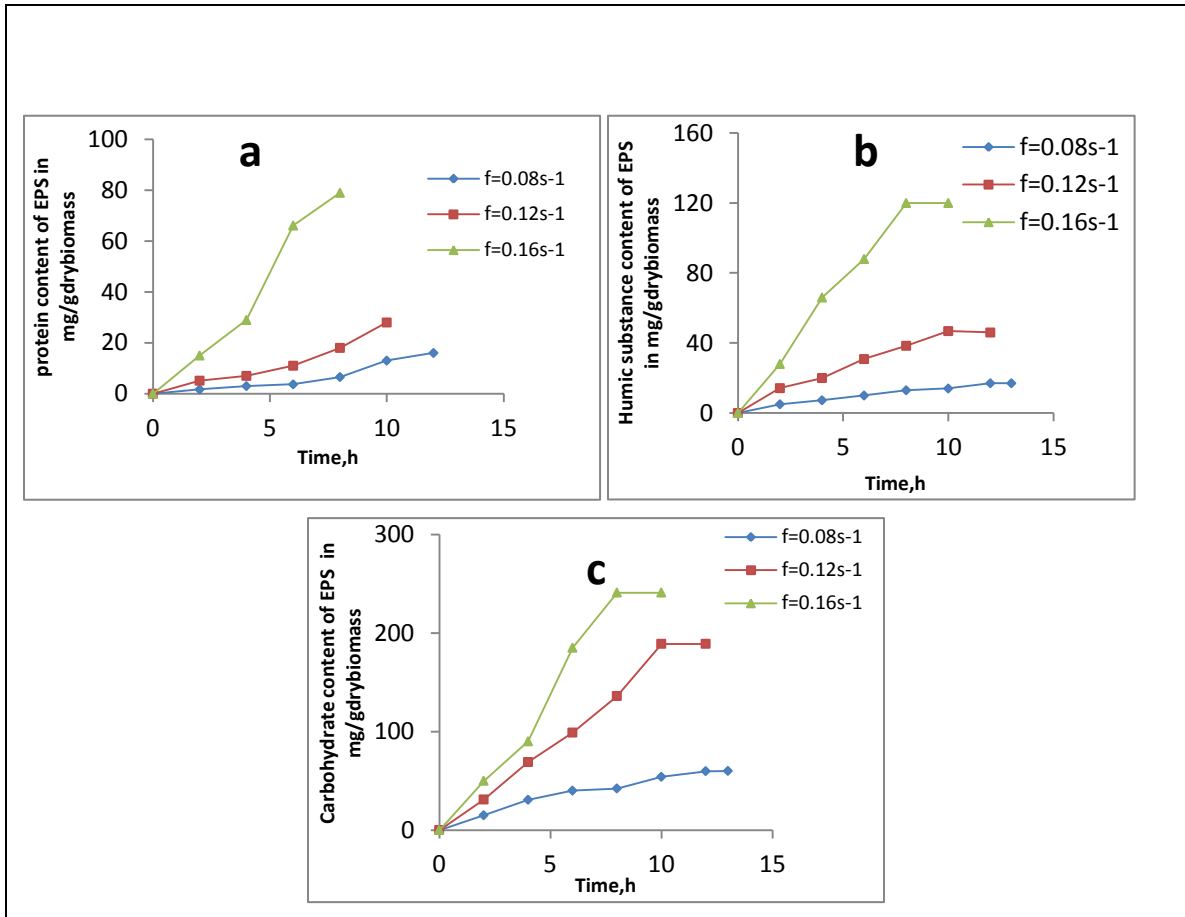 a
protein content of EPS in
mg/gdrybiomass
100
80
60
40
20
0
0 5 10 15
Time,h
f=0.08s-1
f=0.12s-1
f=0.16s-1
b
Humic substance content of EPS
in mg/gdrybiomass
160
120
80
40
0
0 5 10 15
Time,h
f=0.08s-1
f=0.12s-1
f=0.16s-1
c
Carbohydrate content of EPS in
mg/gdrybiomass
300
200
100
0
0 5 10 15
Time,h
f=0.08s-1
f=0.12s-1
f=0.16s-1